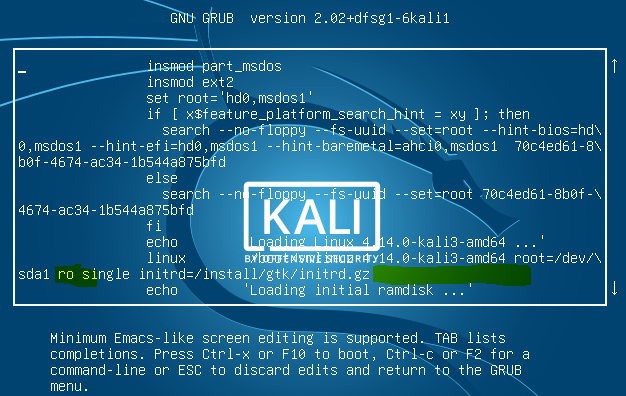 GNU GRUB version 2.02+dfsg1-6kali1
insmod part_msdos
insmod ext2
set root='hd0,msdos1'
if [ x$feature_platform_search_hint = xy ]; then
search --no-floppy --fs-uuid --set=root --hint-bios=hd\
0,msdos1 --hint-efi=hd0,msdos1 --hint-baremetal=ahci0,msdos1 70c4ed61-8\
b0f-4674-ac34-1b544a875bfd
else
search --no-floppy --fs-uuid --set=root 70c4ed61-8b0f-\
4674-ac34-1b544a875bfd
fi
echo 'Loading Linux 4.14.0-kali3-amd64 ...'
linux /boot/vmlinuz-4.14.0-kali3-amd64 root=/dev/\
sda1 ro single initrd=/install/gtk/initrd.gz
echo 'Loading initial ramdisk ...'
KALI
BY OFFENSIVE SECURITY
Minimum Emacs-like screen editing is supported. TAB lists
completions. Press Ctrl-x or F10 to boot, Ctrl-c or F2 for a
command-line or ESC to discard edits and return to the GRUB
menu.